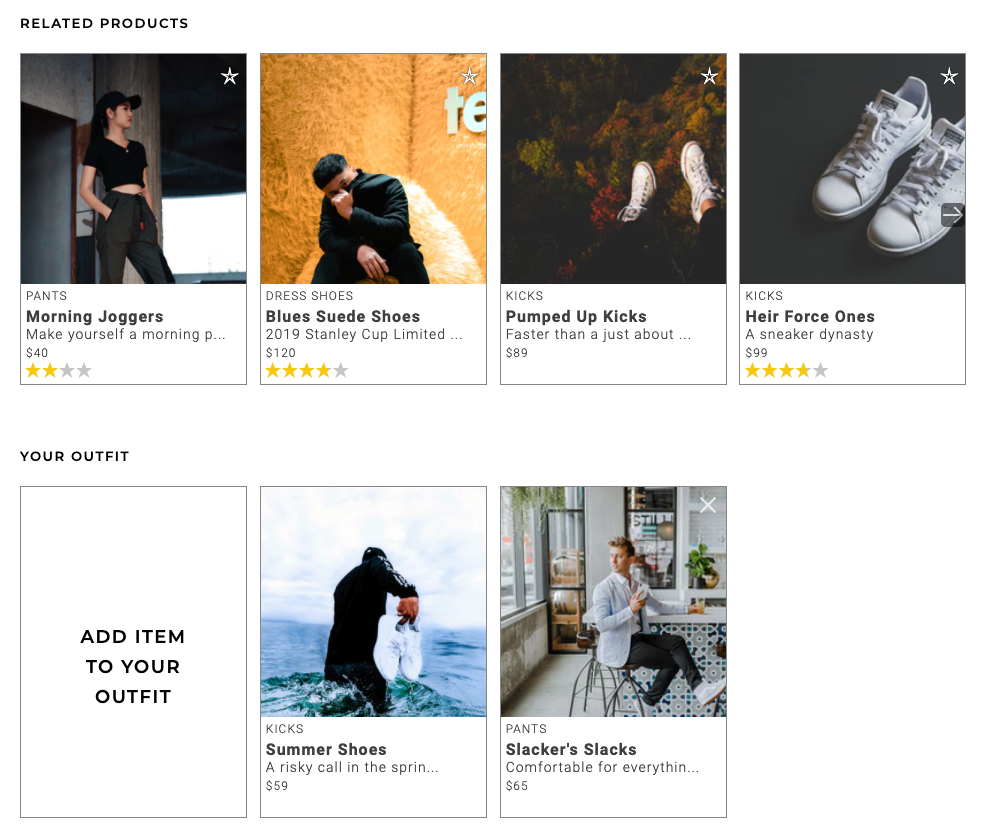 RELATED PRODUCTS
te
PANTS
Morning Joggers
Make yourself a morning p...
$40
DRESS SHOES
Blues Suede Shoes
2019 Stanley Cup Limited ...
$120
KICKS
Pumped Up Kicks
Faster than a just about ...
$89
KICKS
Heir Force Ones
A sneaker dynasty
$99
YOUR OUTFIT
ADD ITEM
TO YOUR
OUTFIT
STILH
KICKS
Summer Shoes
A risky call in the sprin...
$59
PANTS
Slacker's Slacks
Comfortable for everythin...
$65